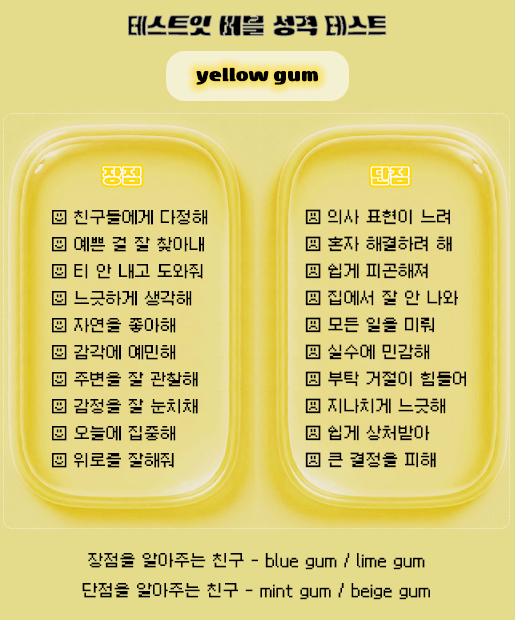 테스트잇 버블 성격 테스트
yellow gum
장점
친구들에게 다정해
예쁜 걸 잘 찾아내
티 안 내고 도와줘
느긋하게 생각해
자연을 좋아해
감각에 예민해
주변을 잘 관찰해
감정을 잘 눈치채
오늘에 집중해
위로를 잘해줘
단점
의사 표현이 느려
혼자 해결하려 해
쉽게 피곤해져
집에서 잘 안 나와
모든 일을 미뤄
실수에 민감해
부탁 거절이 힘들어
지나치게 느긋해
쉽게 상처받아
큰 결정을 피해
장점을 알아주는 친구 - blue gum / lime gum
단점을 알아주는 친구 - mint gum / beige gum